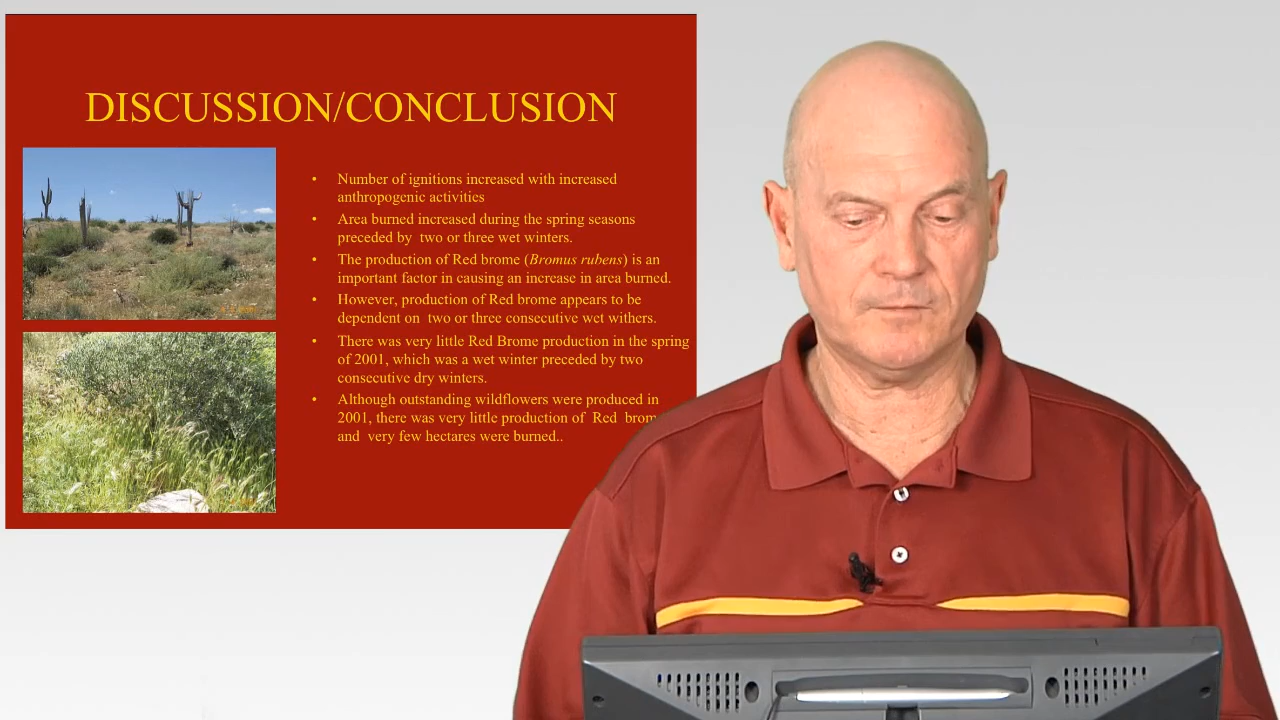 DISCUSSION/CONCLUSION
• Number of ignitions increased with increased
anthropogenic activities
• Area burned increased during the spring seasons
preceded by two or three wet winters.
• The production of Red brome (Bromus rubens) is an
important factor in causing an increase in area burned.
• However, production of Red brome appears to be
dependent on two or three consecutive wet withers.
• There was very little Red Brome production in the spring
of 2001, which was a wet winter preceded by two
consecutive dry winters.
• Although outstanding wildflowers were produced in
2001, there was very little production of Red brom
and very few hectares were burned..